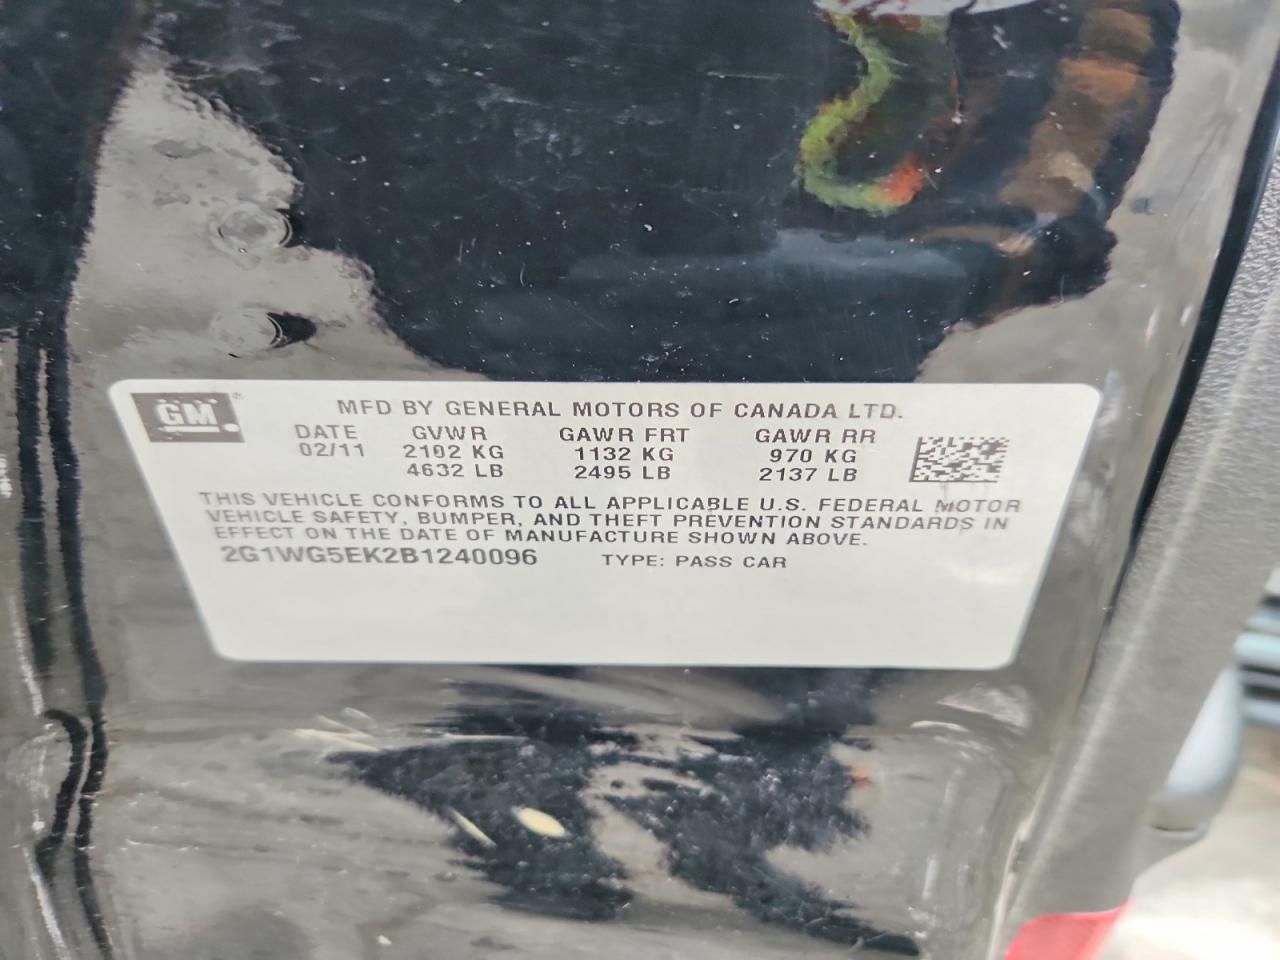 GM
MFD BY GENERAL MOTORS OF CANADA LTD.
DATE GVWR GAWR FRT GAWR RR
02/11 2102 KG 1132 KG 970 KG
4632 LB 2495 LB 2137 LB
THIS VEHICLE CONFORMS TO ALL APPLICABLE U.S. FEDERAL MOTOR
VEHICLE SAFETY, BUMPER, AND THEFT PREVENTION STANDARDS IN
EFFECT ON THE DATE OF MANUFACTURE SHOWN ABOVE.
2G1WG5EK2B1240096 TYPE: PASS CAR